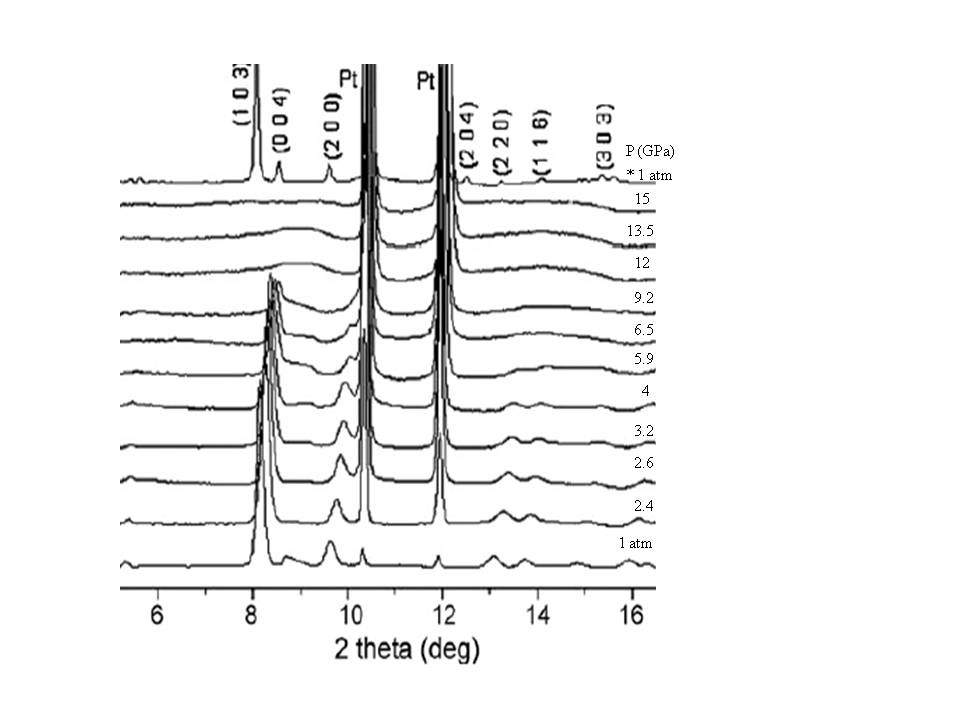 (1 0 3)
(0 0 4)
(2 0 0)
Pt
Pt
(2 0 4)
(2 2 0)
(1 1 6)
(3 0 3)
P (GPa)
* 1 atm
15
13.5
12
9.2
6.5
5.9
4
3.2
2.6
2.4
1 atm
6 8 10 12 14 16
2 theta (deg)